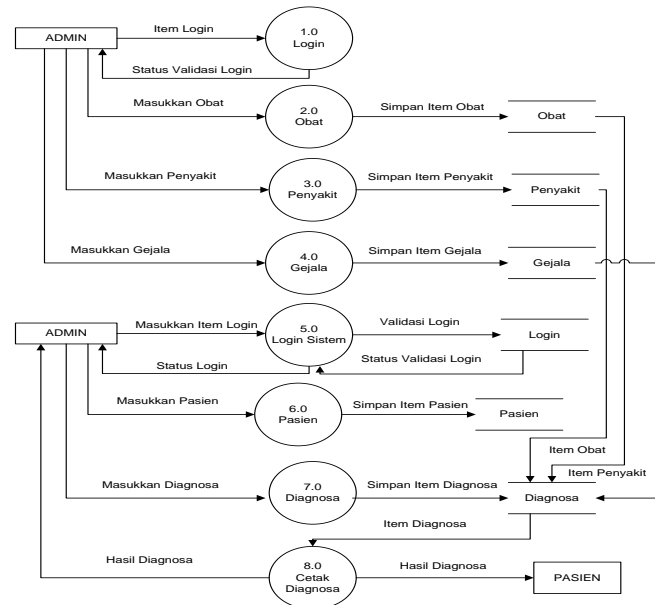 Item Login
1.0
Login
ADMIN
Status Validasi Login
Masukkan Obat
2.0
Obat
Simpan Item Obat
Obat
Masukkan Penyakit
3.0
Penyakit
Simpan Item Penyakit
Penyakit
Masukkan Gejala
4.0
Gejala
Simpan Item Gejala
Gejala
ADMIN
Masukkan Item Login
5.0
Login Sistem
Validasi Login
Login
Status Login
Status Validasi Login
Masukkan Pasien
6.0
Pasien
Simpan Item Pasien
Pasien
Item Obat
Item Penyakit
Masukkan Diagnosa
7.0
Diagnosa
Simpan Item Diagnosa
Diagnosa
Item Diagnosa
Hasil Diagnosa
8.0
Cetak
Diagnosa
Hasil Diagnosa
PASIEN